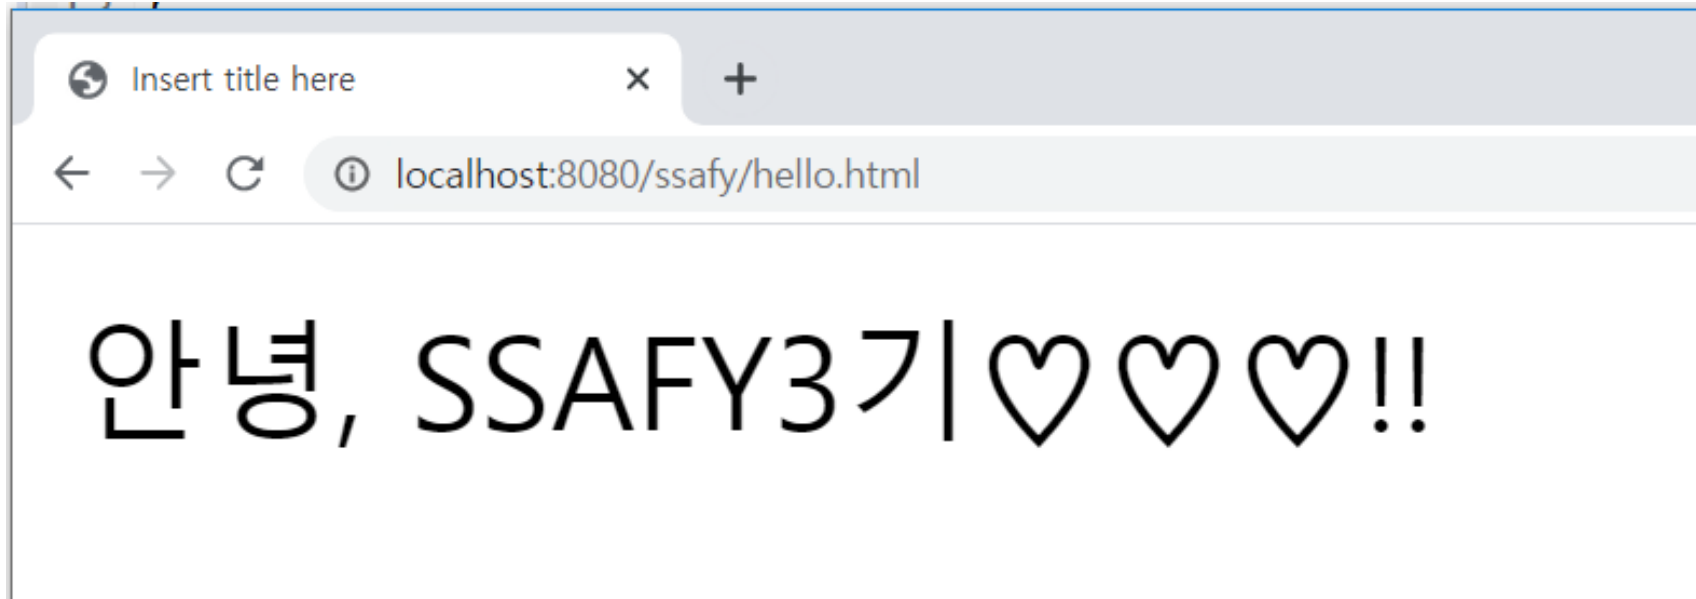 Insert title here
localhost:8080/ssafy/hello.html
안녕, SSAFY3기♡♡♡!!